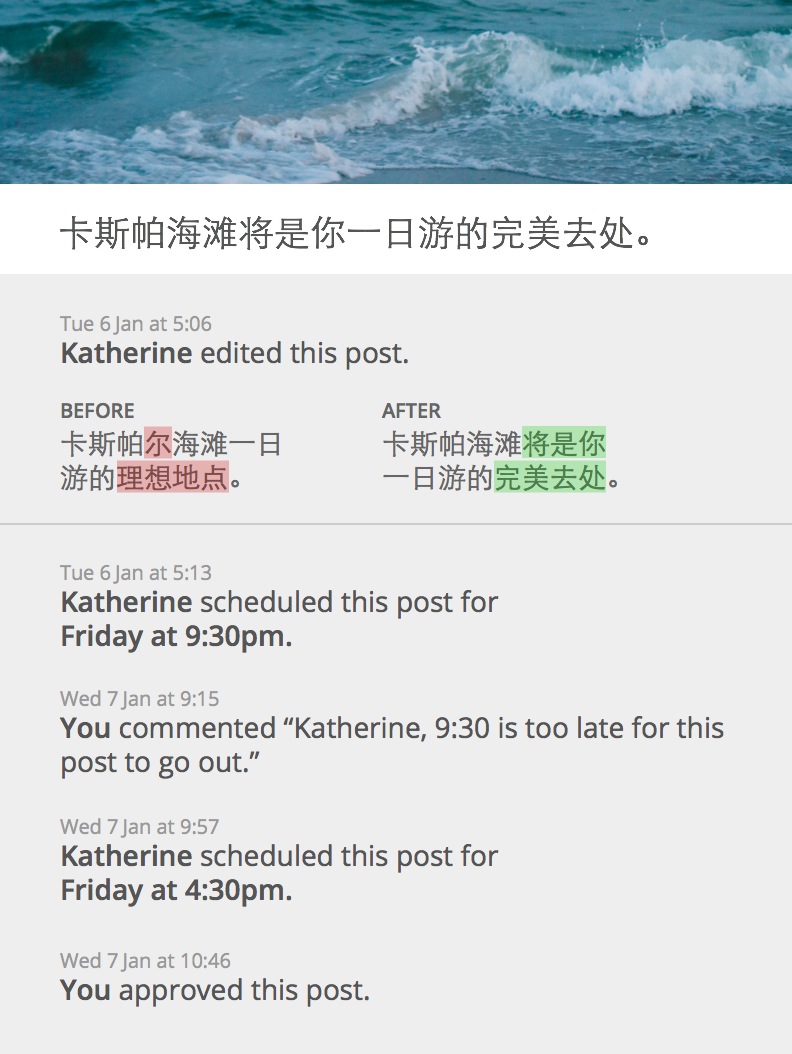 卡斯帕海滩将是你一日游的完美去处。
Tue 6 Jan at 5:06
Katherine edited this post.
BEFORE
卡斯帕尔海滩一日
游的理想地点。
AFTER
卡斯帕海滩将是你
一日游的完美去处。
Tue 6 Jan at 5:13
Katherine scheduled this post for
Friday at 9:30pm.
Wed 7 Jan at 9:15
You commented “Katherine, 9:30 is too late for this
post to go out.”
Wed 7 Jan at 9:57
Katherine scheduled this post for
Friday at 4:30pm.
Wed 7 Jan at 10:46
You approved this post.